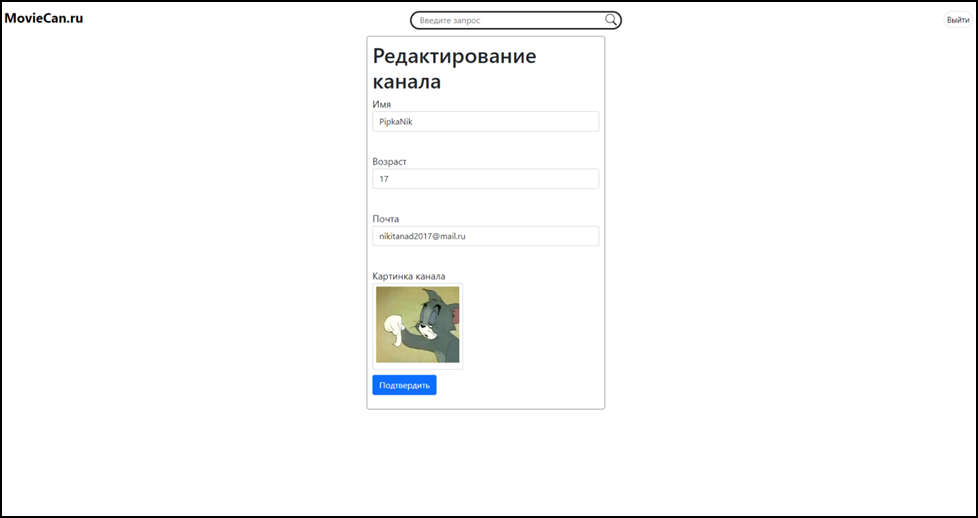 MovieCan.ru
Введите запрос
Выйти
Редактирование
канала
Имя
PipkaNik
Возраст
17
Почта
nikitanad2017@mail.ru
Картинка канала
Подтвердить